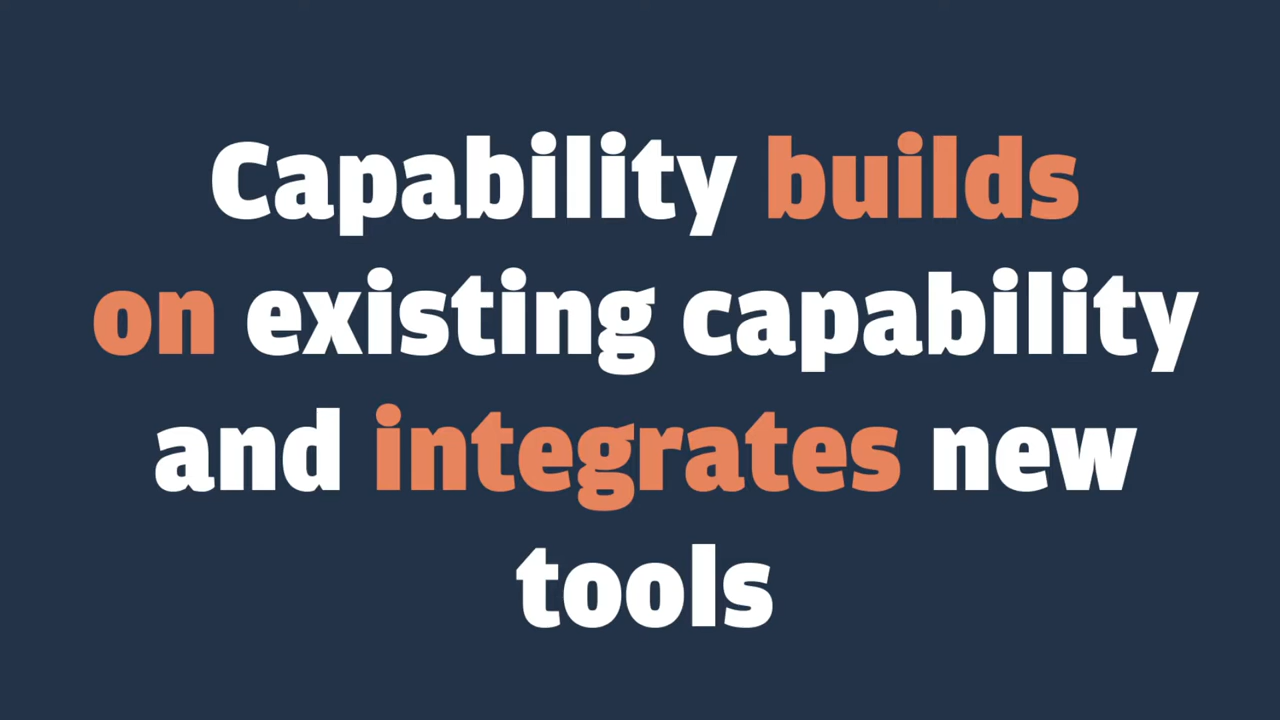 Capability builds
on existing capability
and integrates new
tools